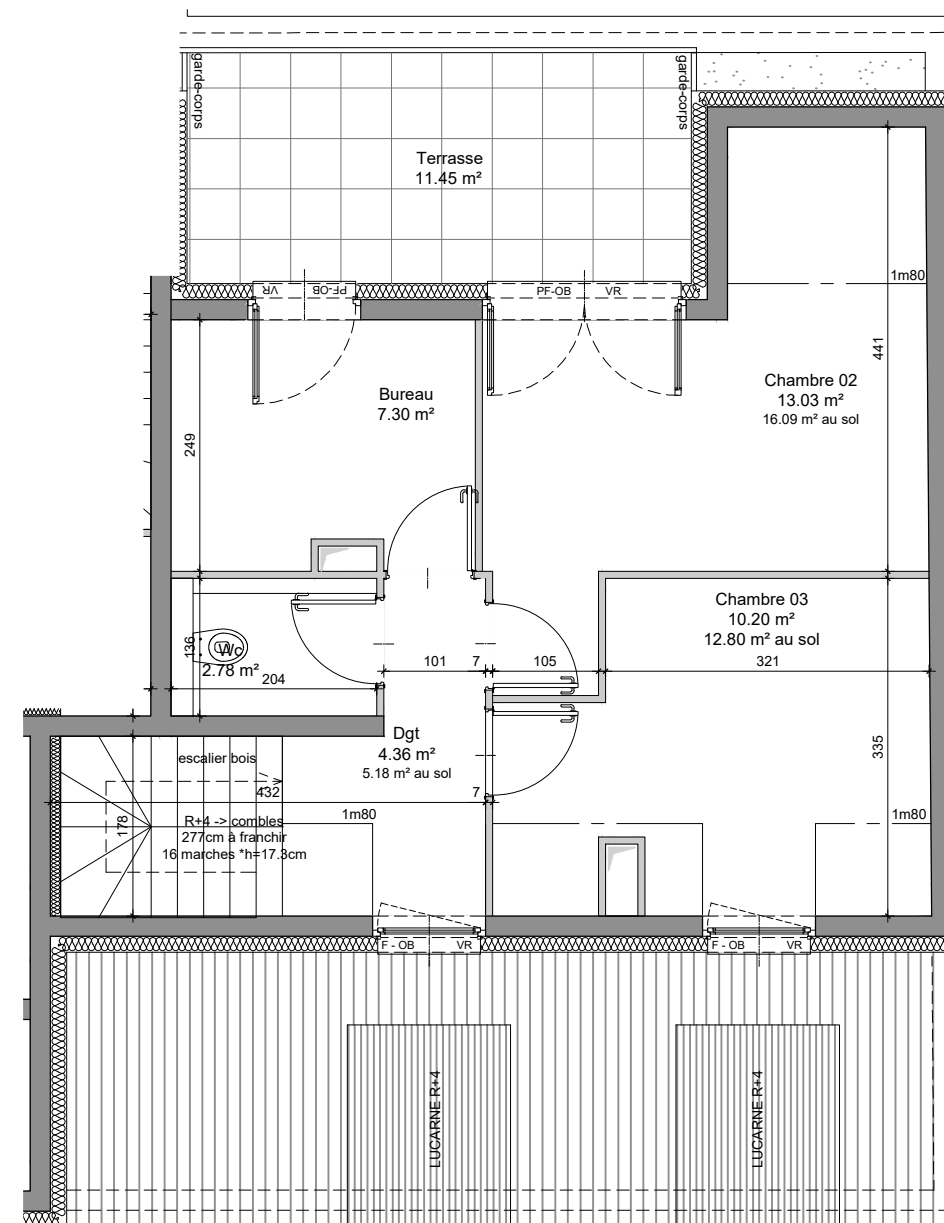 garde-corps
garde-corps
Terrasse
11.45 m²
VR
PF-OB
PF-OB
VR
1m80
441
Chambre 02
13.03 m²
16.09 m² au sol
Bureau
7.30 m²
249
Chambre 03
10.20 m²
12.80 m² au sol
136
Wc
2.78 m²
204
101
7
105
321
Dgt
4.36 m²
5.18 m² au sol
335
escalier bois
432
7
178
R+4 -> combles
277cm à franchir
16 marches *h=17.3cm
1m80
1m80
F - OB
VR
F - OB
VR
LUCARNE R+4
LUCARNE R+4